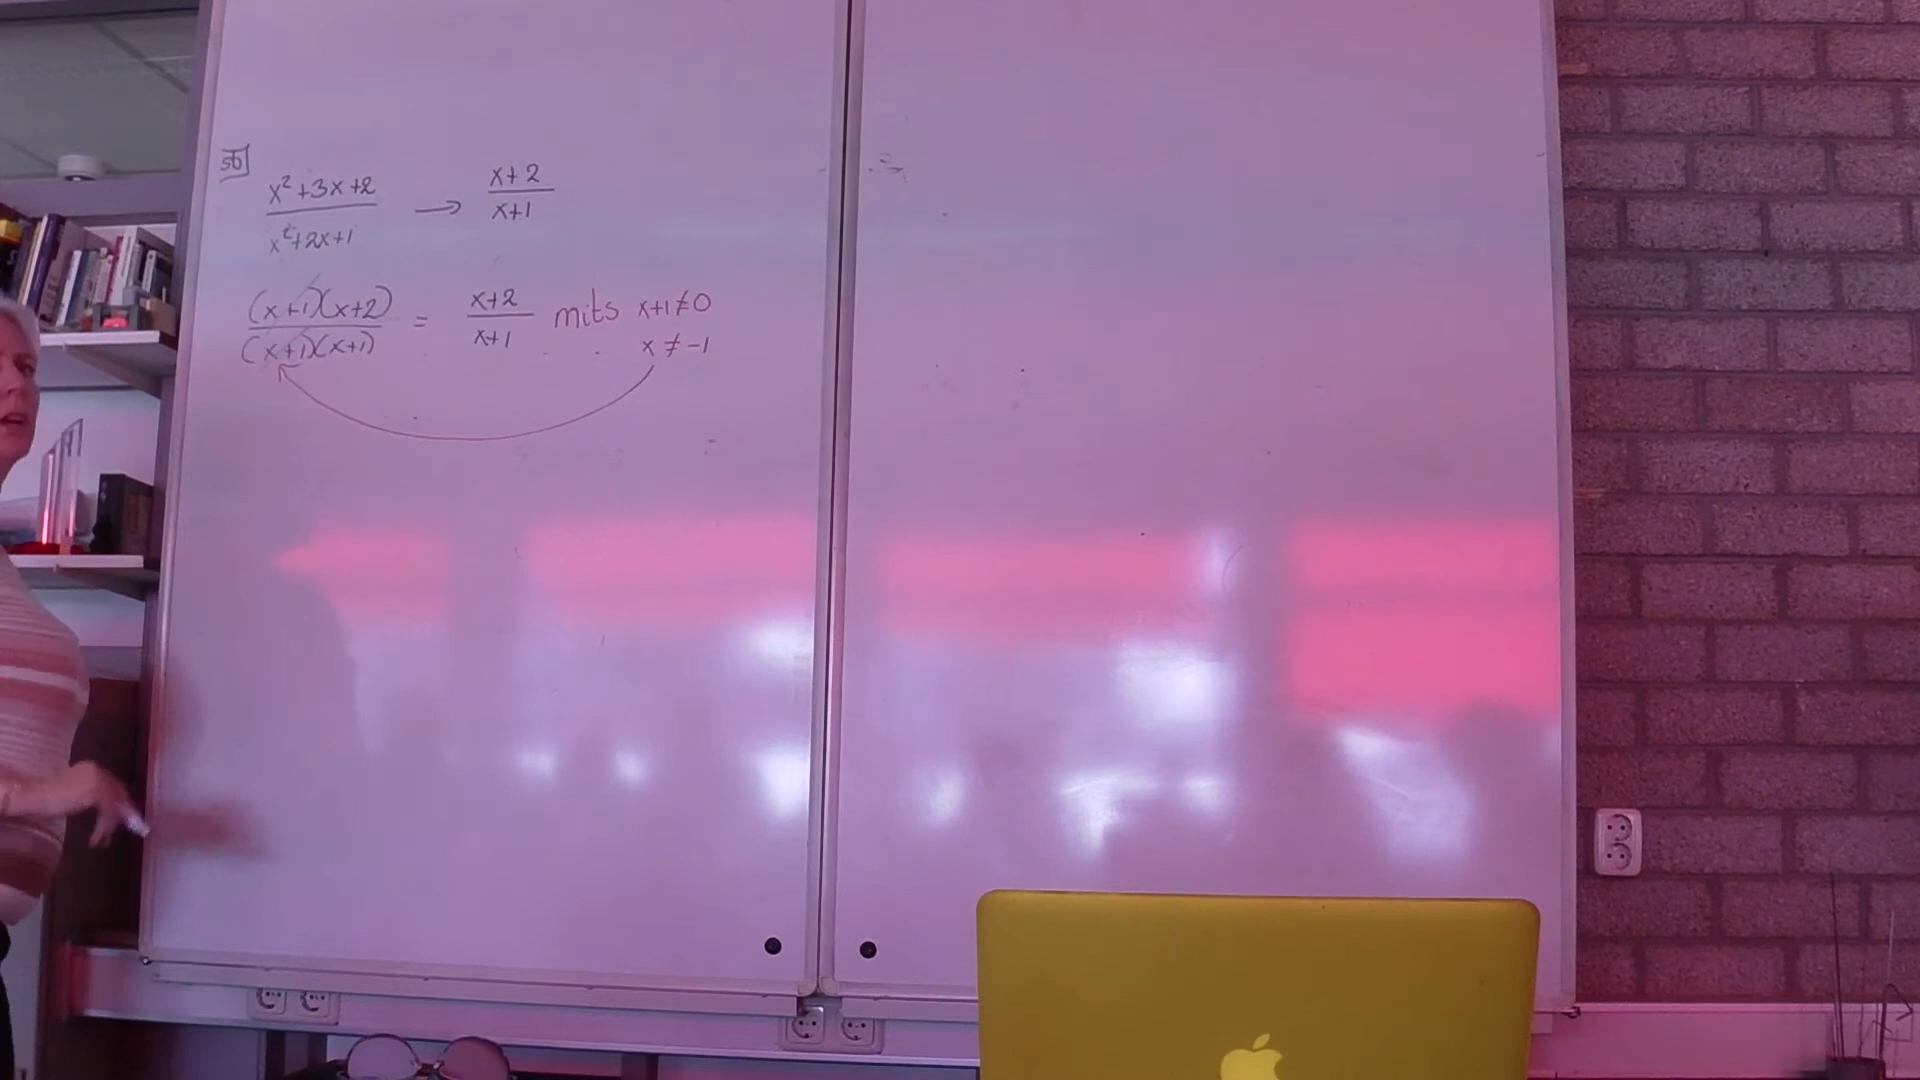 5b
x²+3x+2 / x²+2x+1 → x+2 / x+1
(x+1)(x+2) / (x+1)(x+1) = x+2 / x+1 mits x+1≠0
x≠-1